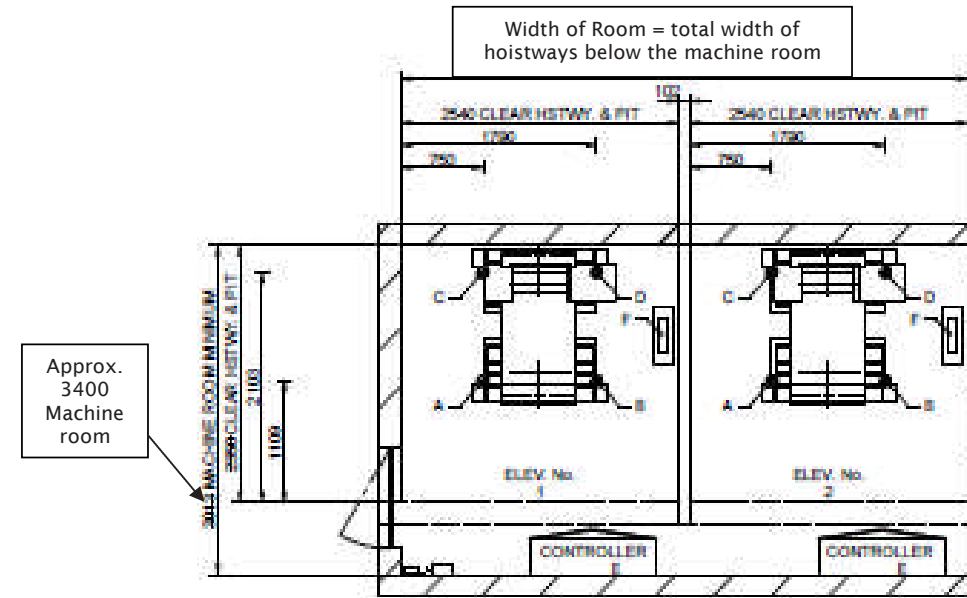 Width of Room = total width of
hoistways below the machine room
102
2540 CLEAR HSTWY. & PIT
2540 CLEAR HSTWY. & PIT
1790
1790
750
750
C
D
C
D
F
F
Approx.
3400
Machine
room
MACHINE ROOM MINIMUM
CLEAR HSTWY. & PIT
2103
1109
A
B
A
B
ELEV. No.
1
ELEV. No.
2
CONTROLLER
E
CONTROLLER
E